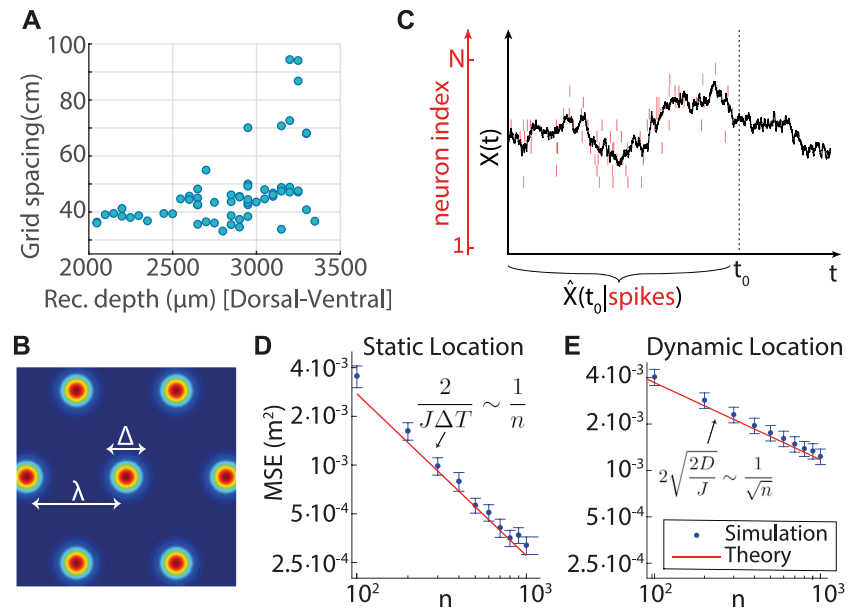 A
Grid spacing(cm)
100
80
60
40
2000
2500
3000
3500
Rec. depth (μm) [Dorsal-Ventral]
B
Δ
λ
C
neuron index
N
1
X(t)
t₀
t
X̂(t₀|spikes)
D
Static Location
MSE (m²)
4·10⁻³
2·10⁻³
10⁻³
5·10⁻⁴
2.5·10⁻⁴
2/(JΔT) ~ 1/n
10²
n
10³
E
Dynamic Location
4·10⁻³
2·10⁻³
10⁻³
5·10⁻⁴
2.5·10⁻⁴
2√(2D/J) ~ 1/√n
Simulation
Theory
10²
n
10³